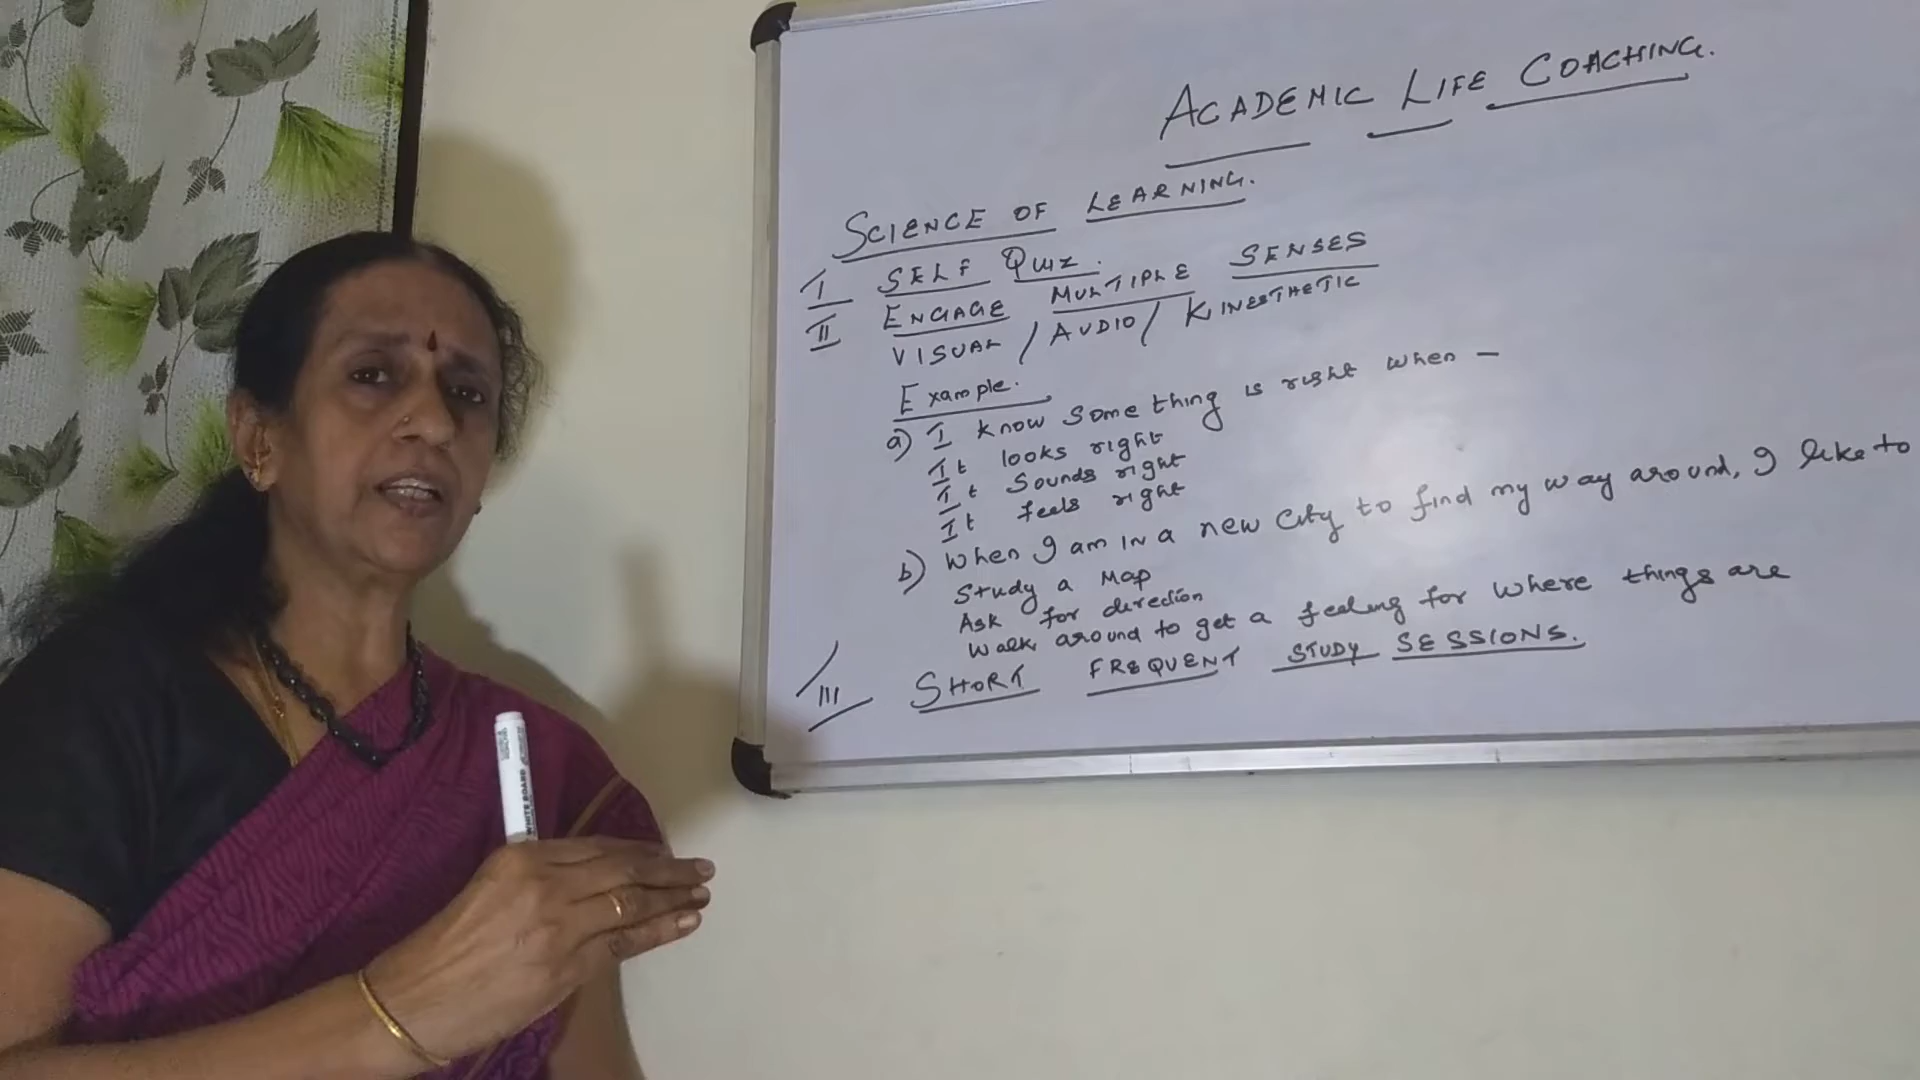 ACADEMIC LIFE COACHING.
SCIENCE OF LEARNING.
I SELF Quiz.
II ENGAGE MULTIPLE SENSES
VISUAL / AUDIO / KINESTHETIC
Example.
a) I know something is right when —
It looks right
It sounds right
It feels right
b) When I am in a new city to find my way around, I like to
Study a Map
Ask for direction
Walk around to get a feeling for where things are
III SHORT FREQUENT STUDY SESSIONS.
WHITE BOARD